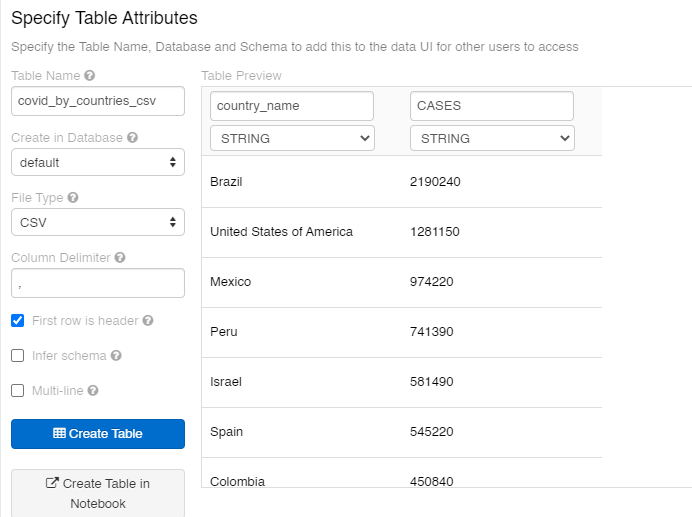 Specify Table Attributes
Specify the Table Name, Database and Schema to add this to the data UI for other users to access
Table Name
covid_by_countries_csv
Create in Database
default
File Type
CSV
Column Delimiter
,
First row is header
Infer schema
Multi-line
Create Table
Create Table in
Notebook
Table Preview
country_name CASES
STRING STRING
Brazil 2190240
United States of America 1281150
Mexico 974220
Peru 741390
Israel 581490
Spain 545220
Colombia 450840